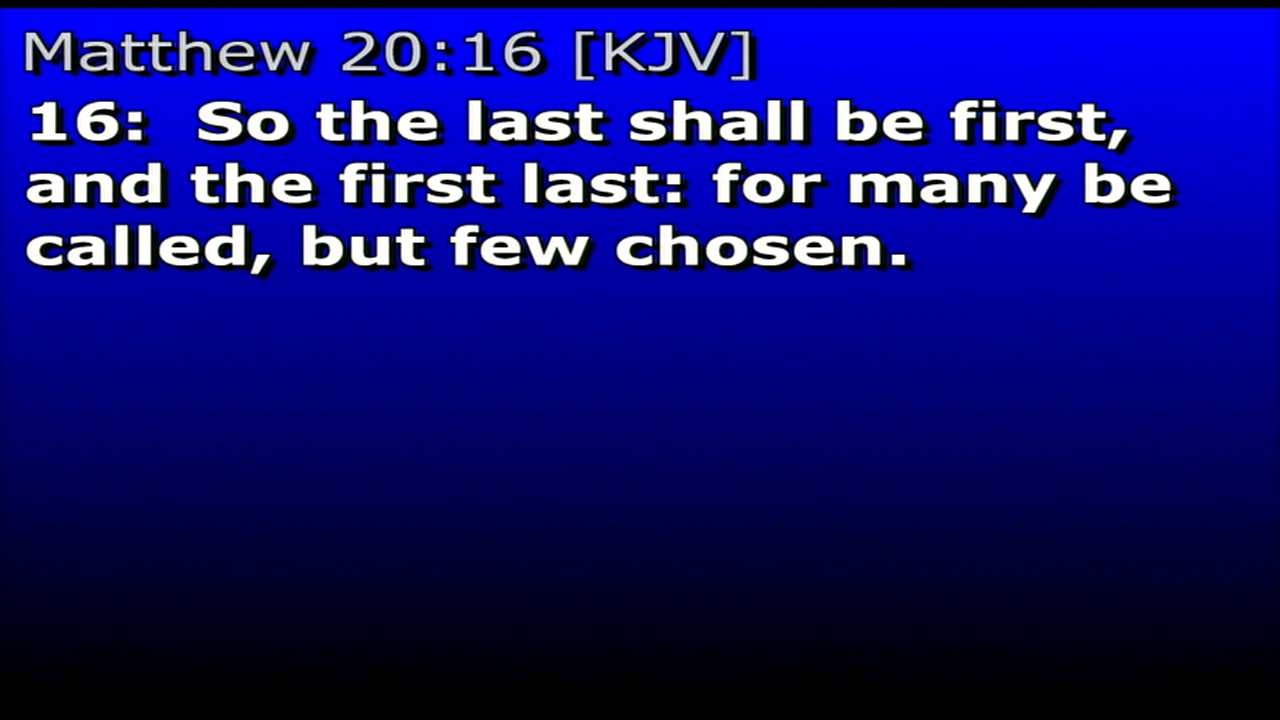 Matthew 20:16 [KJV]
16:  So the last shall be first,
and the first last: for many be
called, but few chosen.